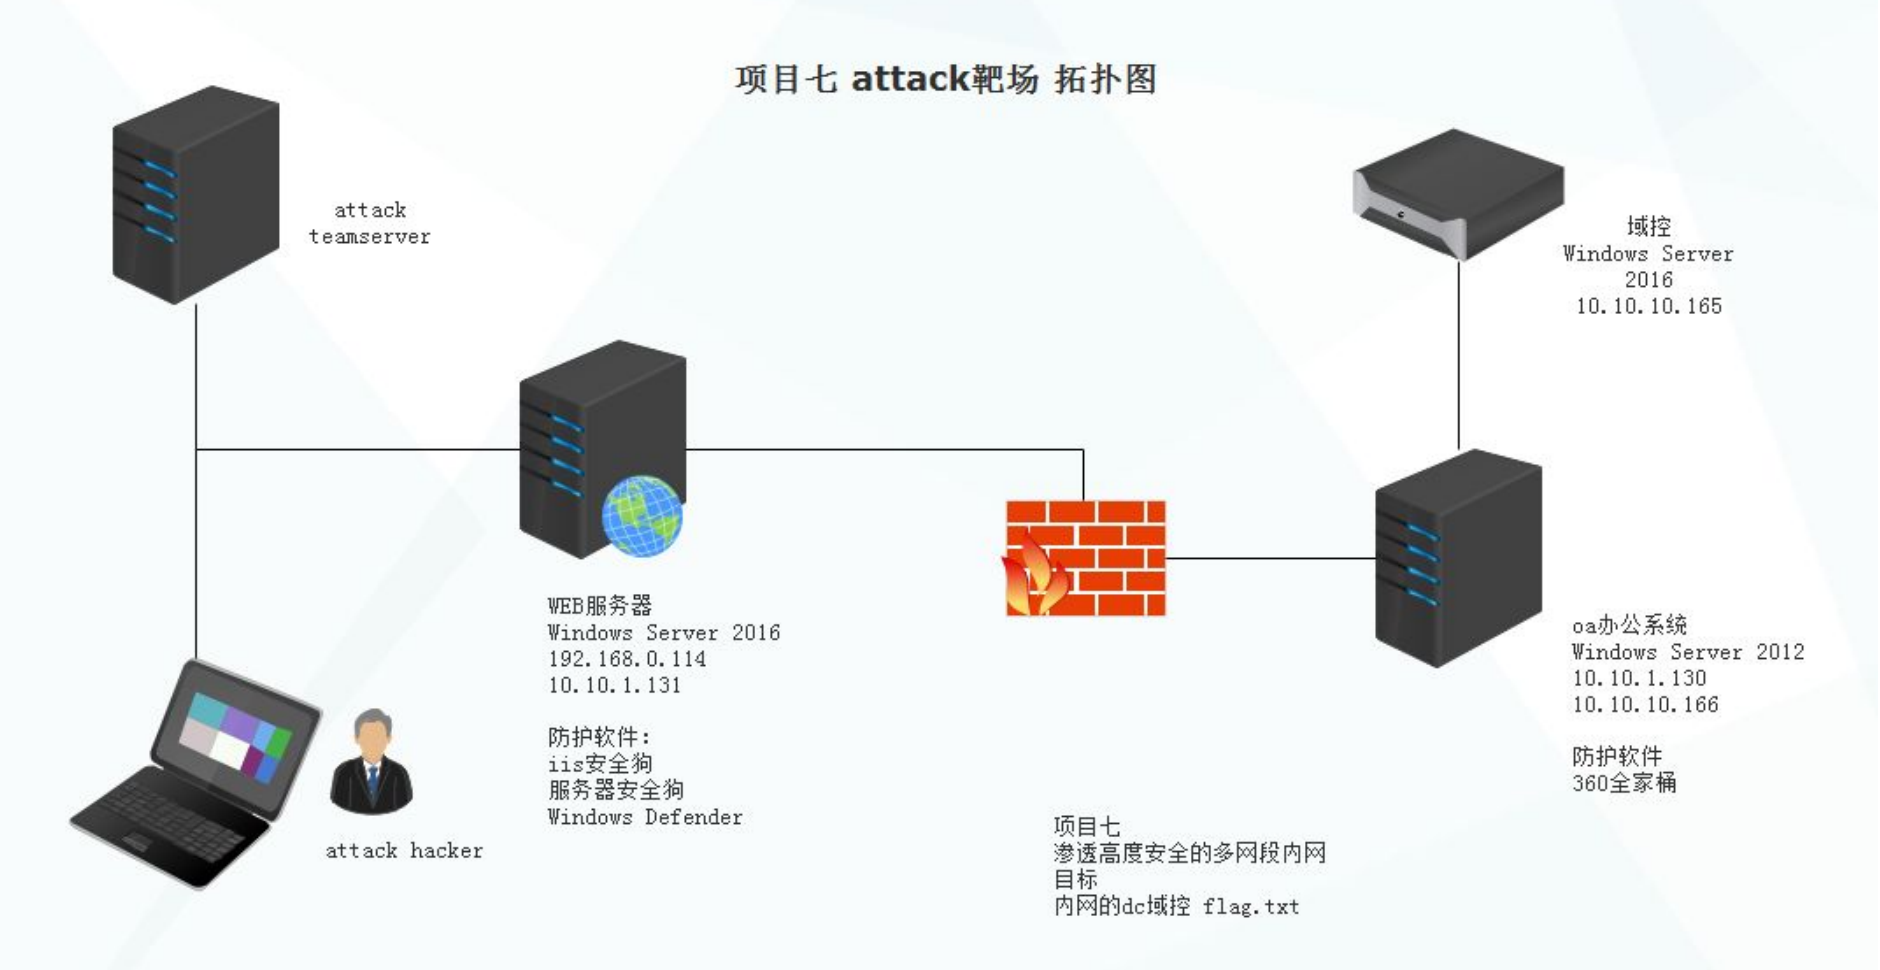 项目七 attack靶场 拓扑图
attack
teamserver
域控
Windows Server
2016
10.10.10.165
WEB服务器
Windows Server 2016
192.168.0.114
10.10.1.131
防护软件：
iis安全狗
服务器安全狗
Windows Defender
attack hacker
oa办公系统
Windows Server 2012
10.10.1.130
10.10.10.166
防护软件
360全家桶
项目七
渗透高度安全的多网段内网
目标
内网的dc域控 flag.txt